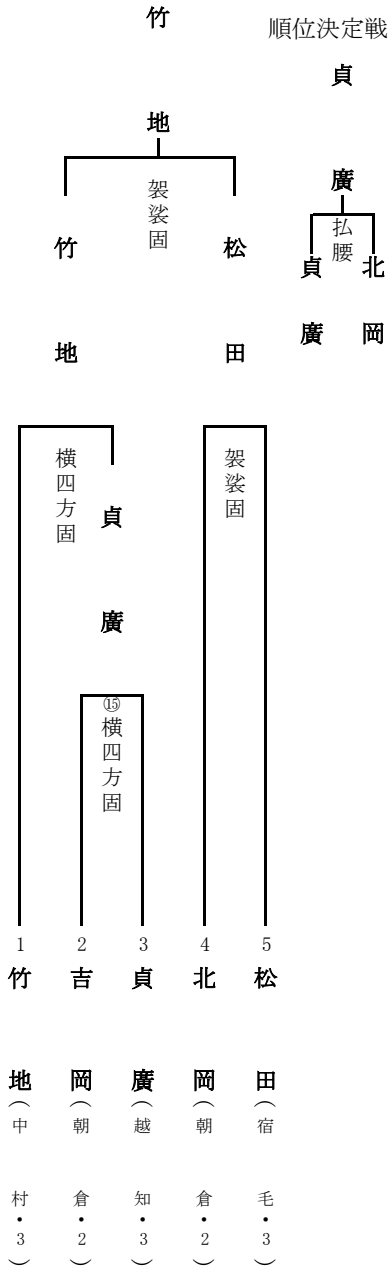 順位決定戦
竹地
袈裟固
竹地
松田
貞廣
払腰
貞廣
北岡
横四方固
貞廣
袈裟固
⑮横四方固
1 竹地(中村・3)
2 吉岡(朝倉・2)
3 貞廣(越知・3)
4 北岡(朝倉・2)
5 松田(宿毛・3)